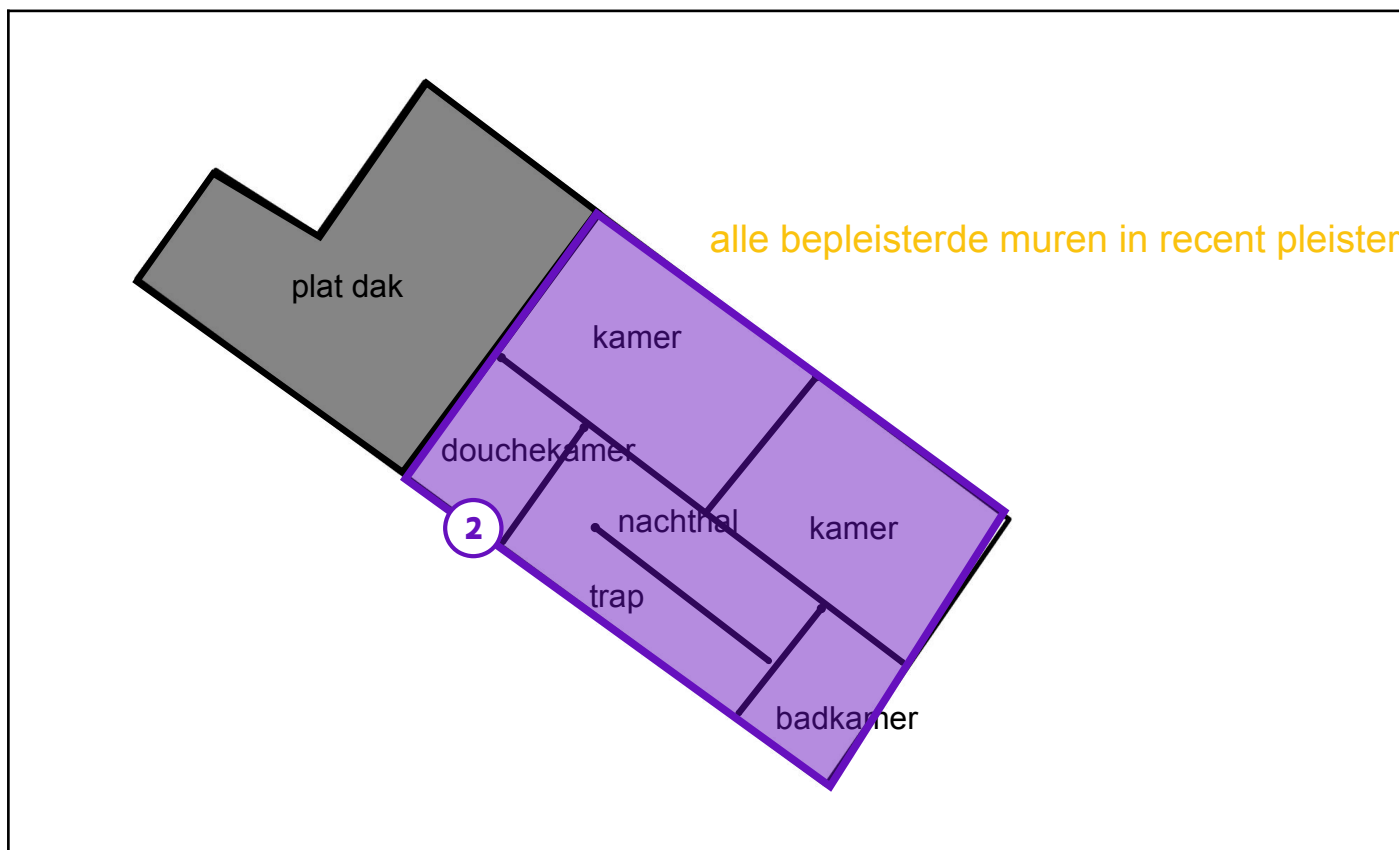 alle bepleisterde muren in recent pleister
plat dak
kamer
douchekamer
nachthal
kamer
2
trap
badkamer